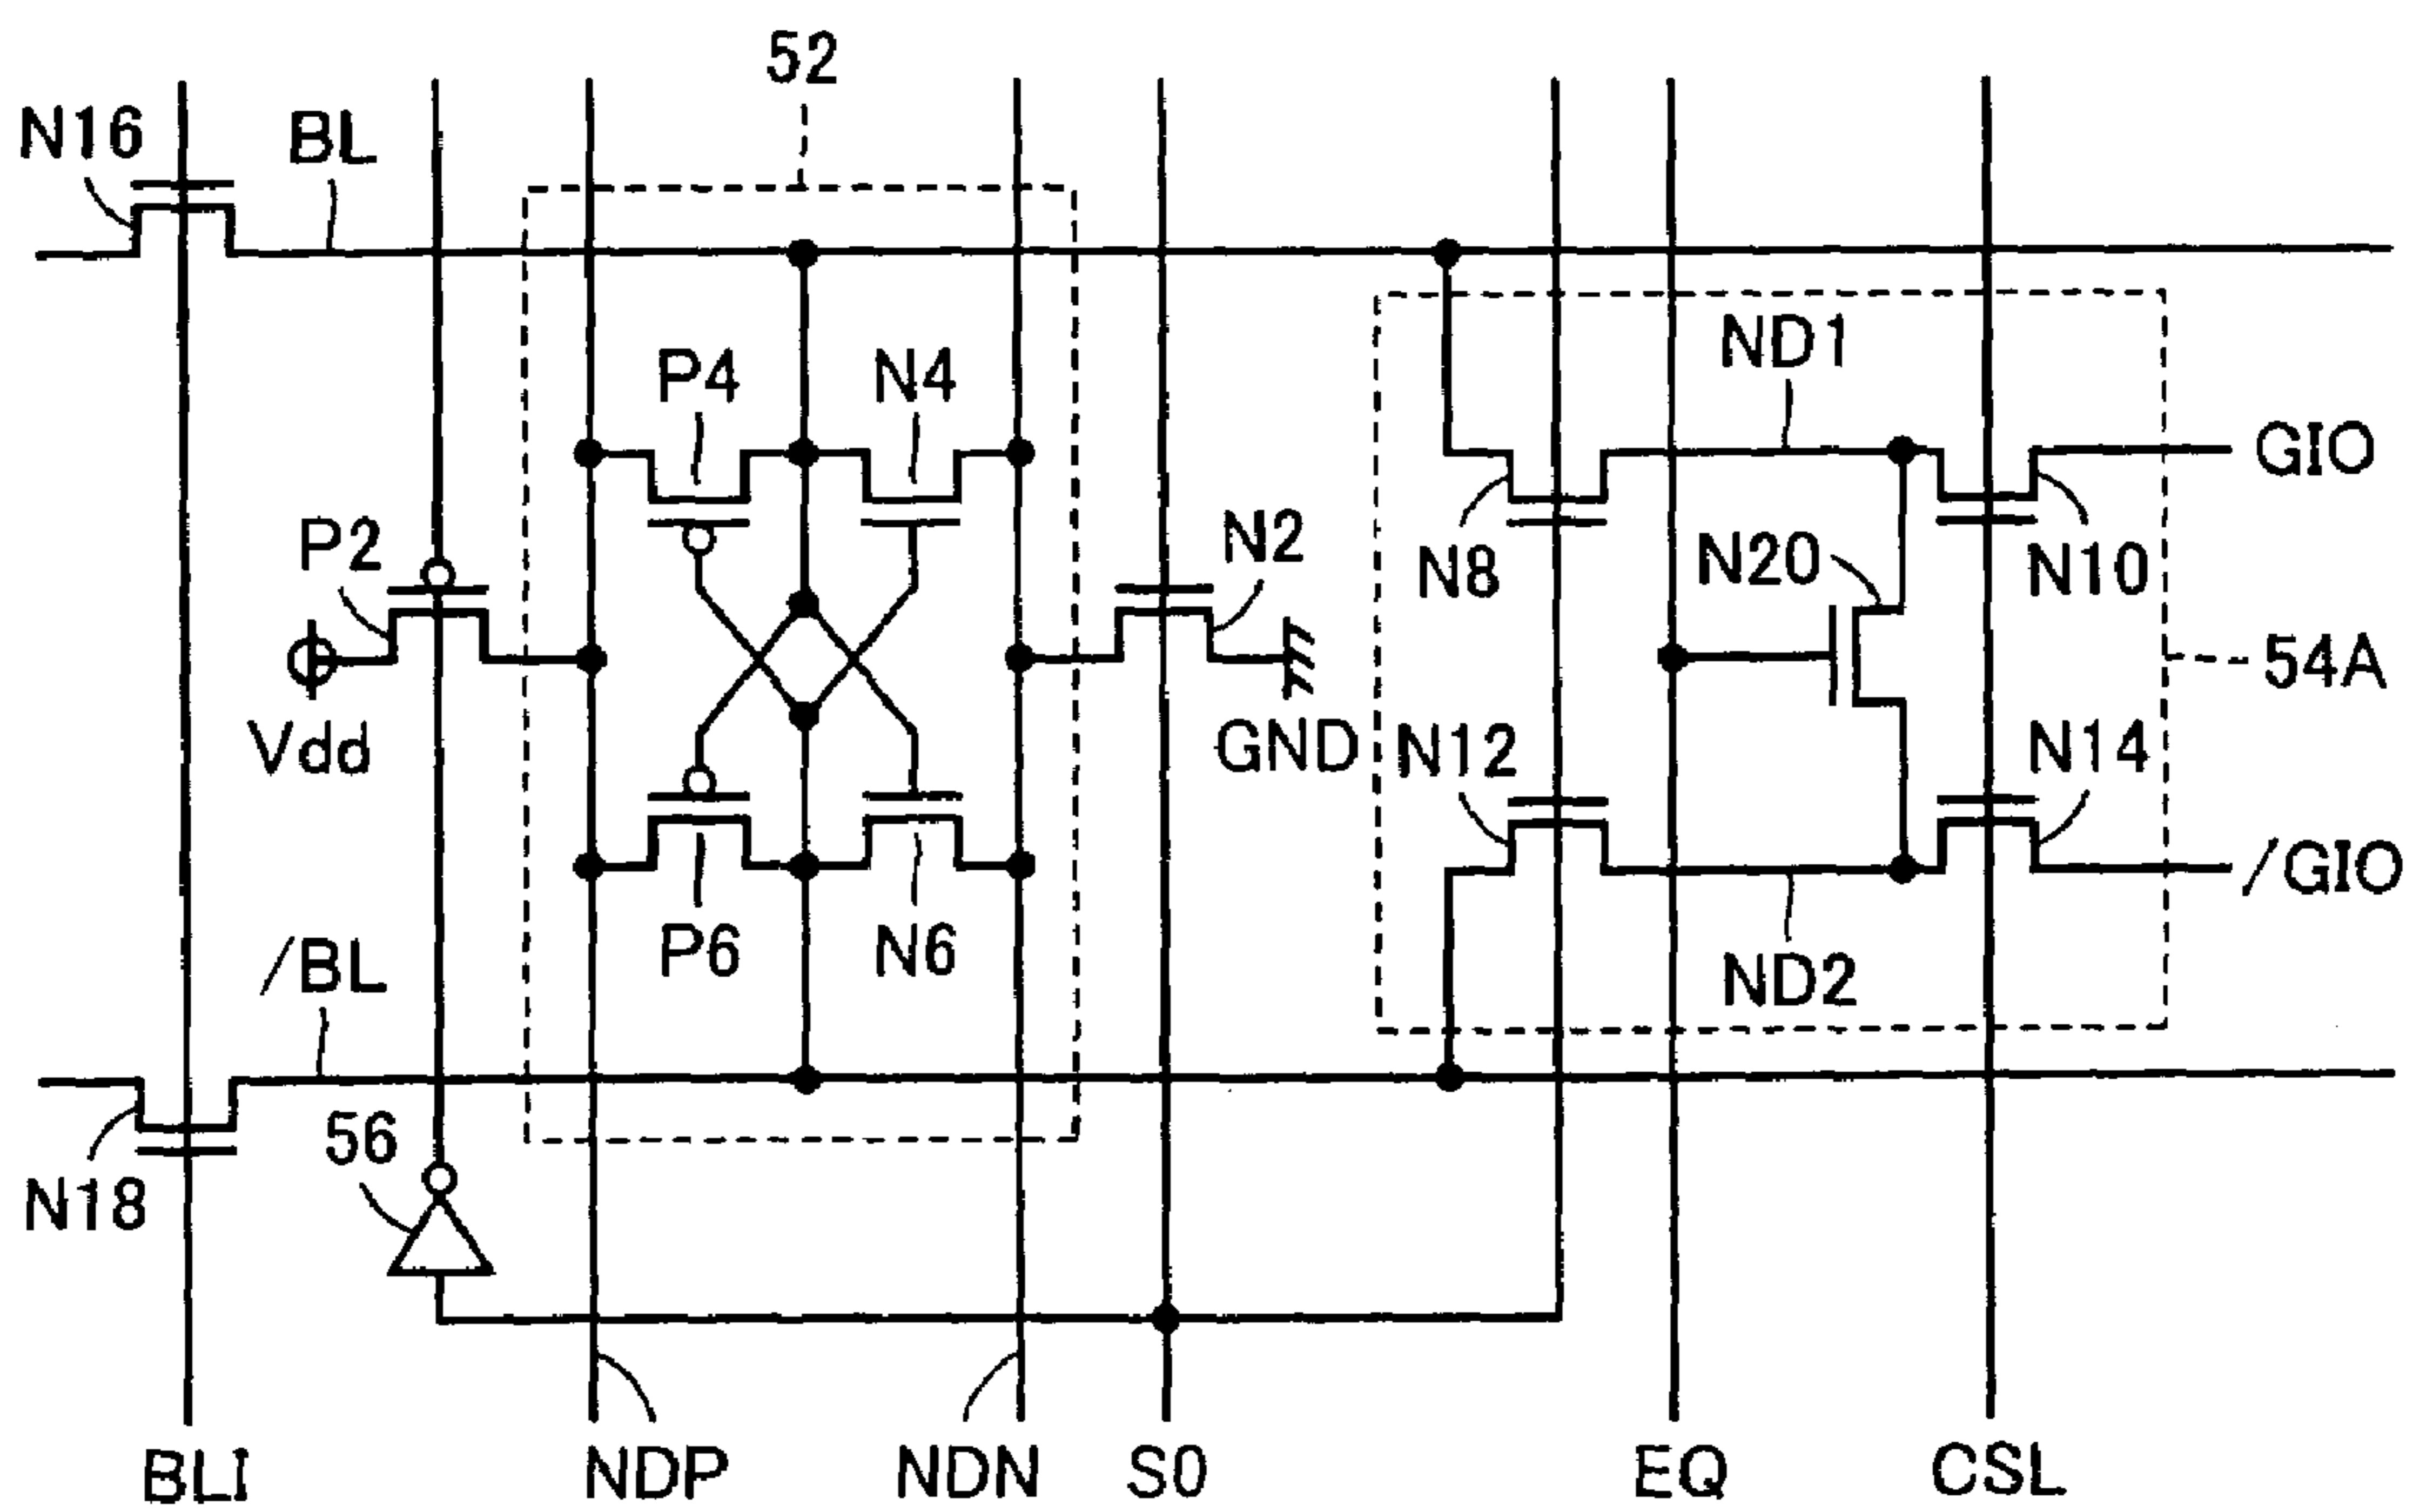 52
N16
BL
ND1
P4
N4
GIO
P2
N2
N8
N20
N10
54A
Vdd
GND
N12
N14
/GIO
P6
N6
/BL
ND2
56
N18
BLI
NDP
NDN
S0
EQ
CSL